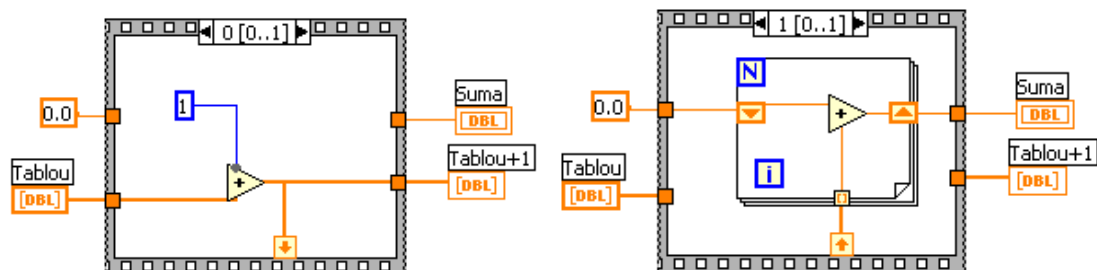 0 [0..1]
0.0
1
Suma
DBL
Tablou
[DBL]
+
Tablou+1
[DBL]
1 [0..1]
N
0.0
+
Suma
DBL
Tablou
[DBL]
i
Tablou+1
[DBL]